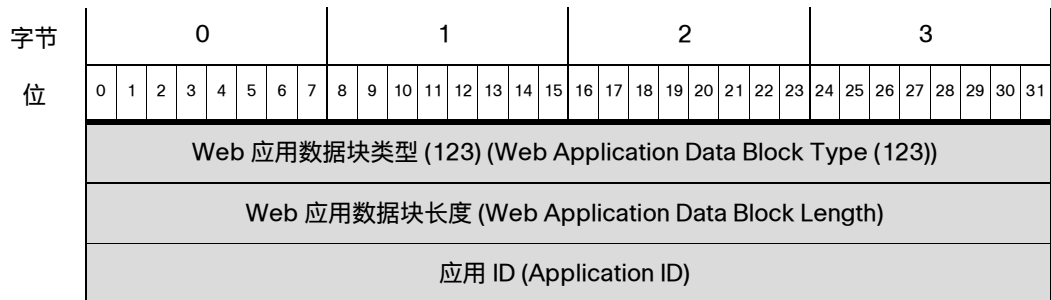 字节 0 1 2 3
位 0 1 2 3 4 5 6 7 8 9 10 11 12 13 14 15 16 17 18 19 20 21 22 23 24 25 26 27 28 29 30 31
Web 应用数据块类型 (123) (Web Application Data Block Type (123))
Web 应用数据块长度 (Web Application Data Block Length)
应用 ID (Application ID)